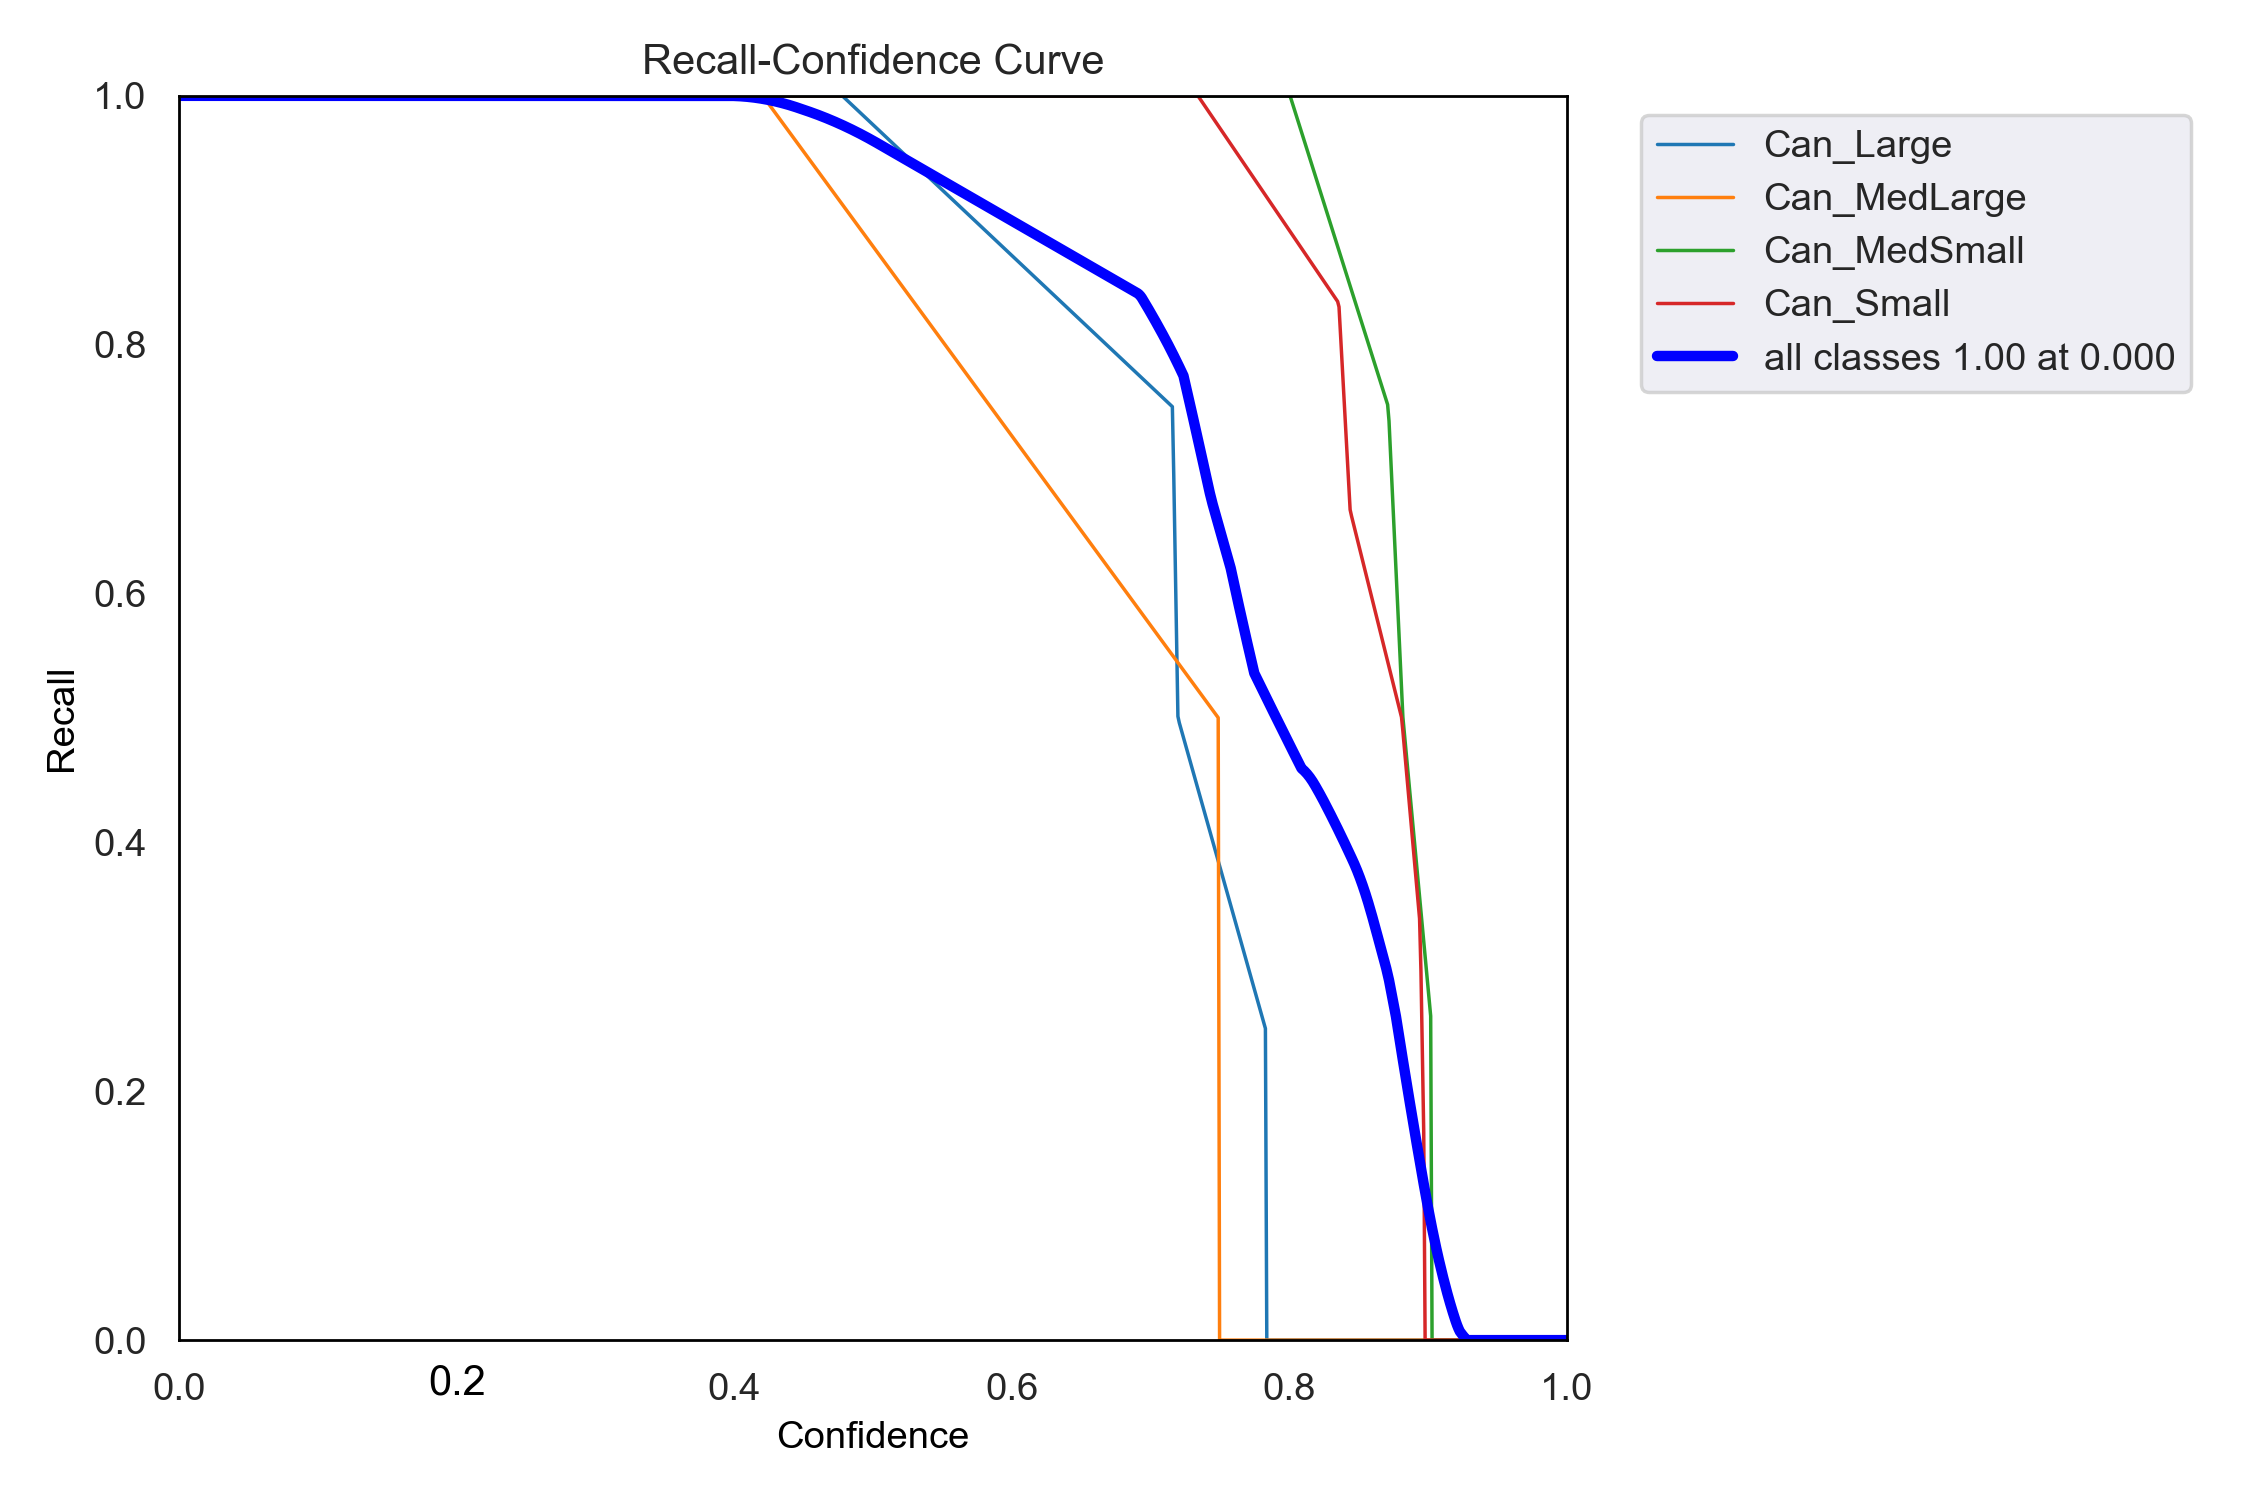 Recall-Confidence Curve
1.0
0.8
0.6
0.4
0.2
0.0
Recall
0.0 0.2 0.4 0.6 0.8 1.0
Confidence
Can_Large
Can_MedLarge
Can_MedSmall
Can_Small
all classes 1.00 at 0.000